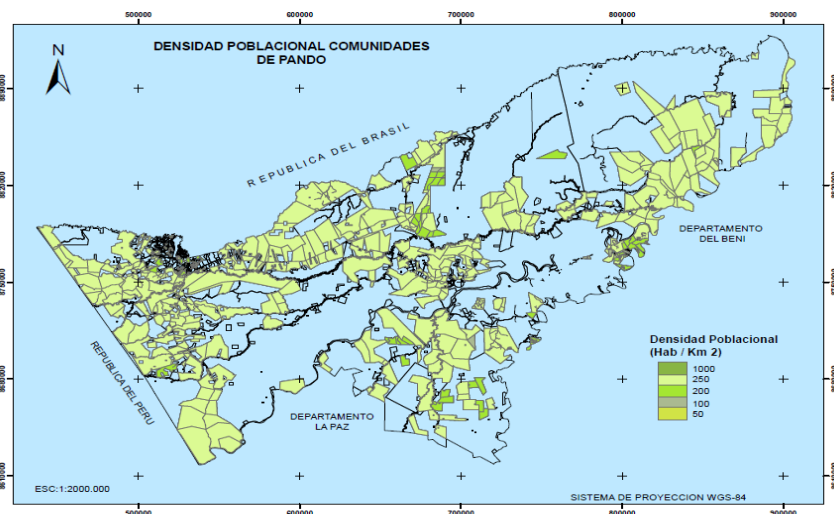 500000 600000 700000 800000 900000
DENSIDAD POBLACIONAL COMUNIDADES
DE PANDO
N
REPUBLICA DEL BRASIL
DEPARTAMENTO
DEL BENI
REPUBLICA DEL PERU
DEPARTAMENTO
LA PAZ
Densidad Poblacional
(Hab / Km 2)
1000
250
200
100
50
ESC:1:2000.000
SISTEMA DE PROYECCION WGS-84
500000 600000 700000 800000 900000